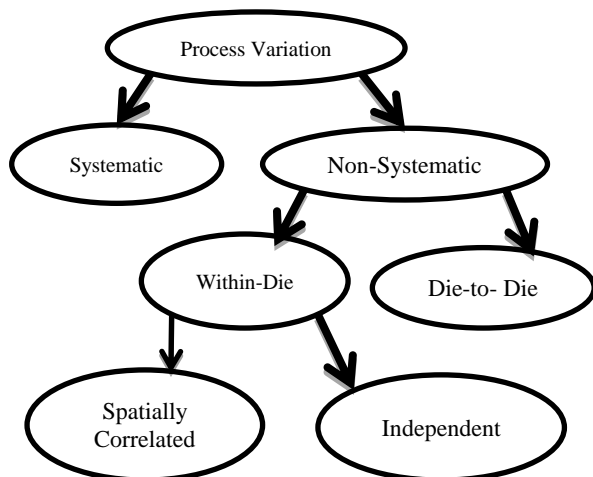 Process Variation
Systematic
Non-Systematic
Within-Die
Die-to- Die
Spatially
Correlated
Independent